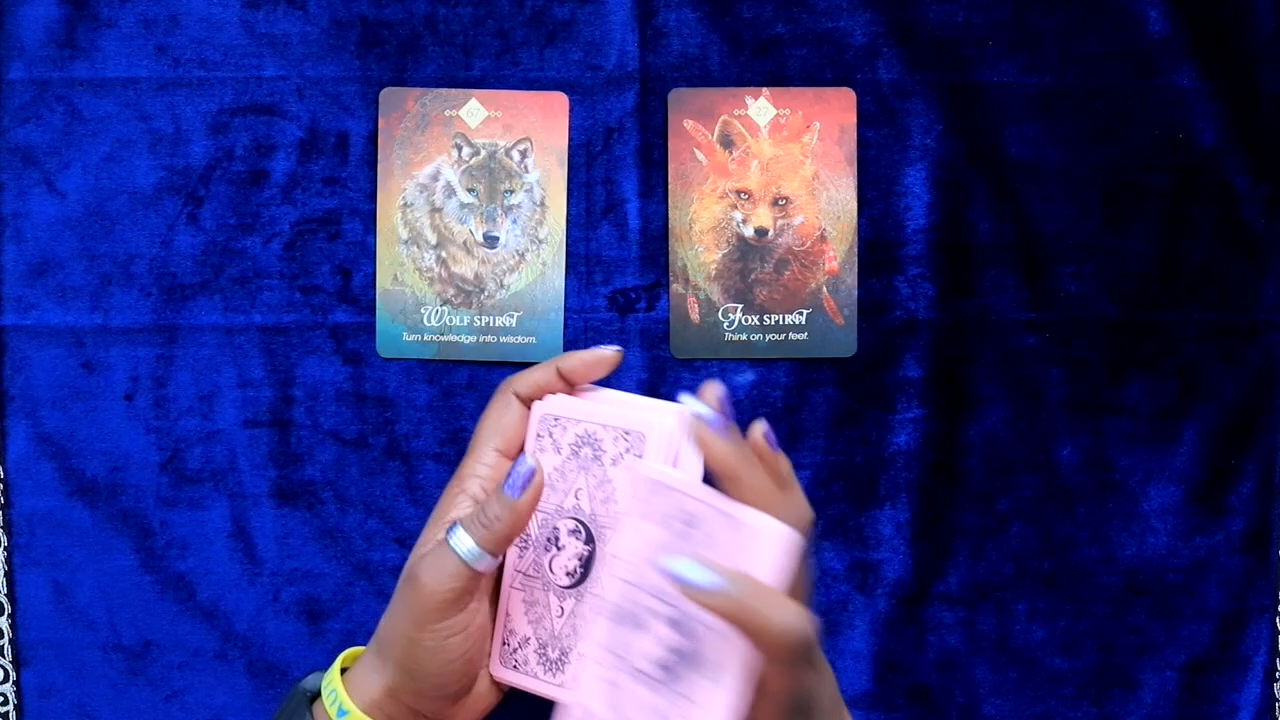 67
WOLF SPIRIT
Turn knowledge into wisdom.
27
FOX SPIRIT
Think on your feet.